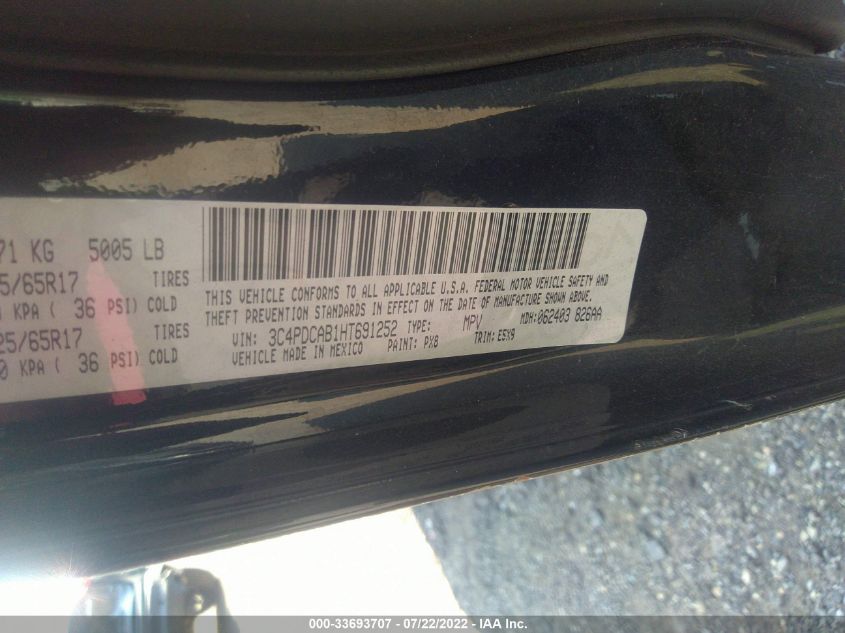 71 KG 5005 LB
5/65R17 TIRES
KPA ( 36 PSI) COLD
25/65R17 TIRES
0 KPA ( 36 PSI) COLD
THIS VEHICLE CONFORMS TO ALL APPLICABLE U.S.A. FEDERAL MOTOR VEHICLE SAFETY AND
THEFT PREVENTION STANDARDS IN EFFECT ON THE DATE OF MANUFACTURE SHOWN ABOVE.
VIN: 3C4PDCAB1HT691252 TYPE: MPV MDH: 062403 826AA
VEHICLE MADE IN MEXICO PAINT: PX8 TRIM: E5X9
000-33693707 - 07/22/2022 - IAA Inc.